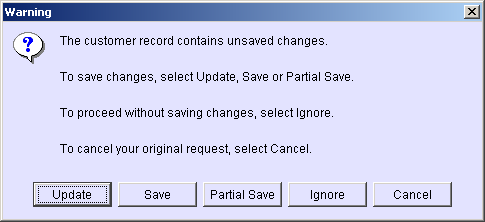 Warning
The customer record contains unsaved changes.
To save changes, select Update, Save or Partial Save.
To proceed without saving changes, select Ignore.
To cancel your original request, select Cancel.
Update Save Partial Save Ignore Cancel